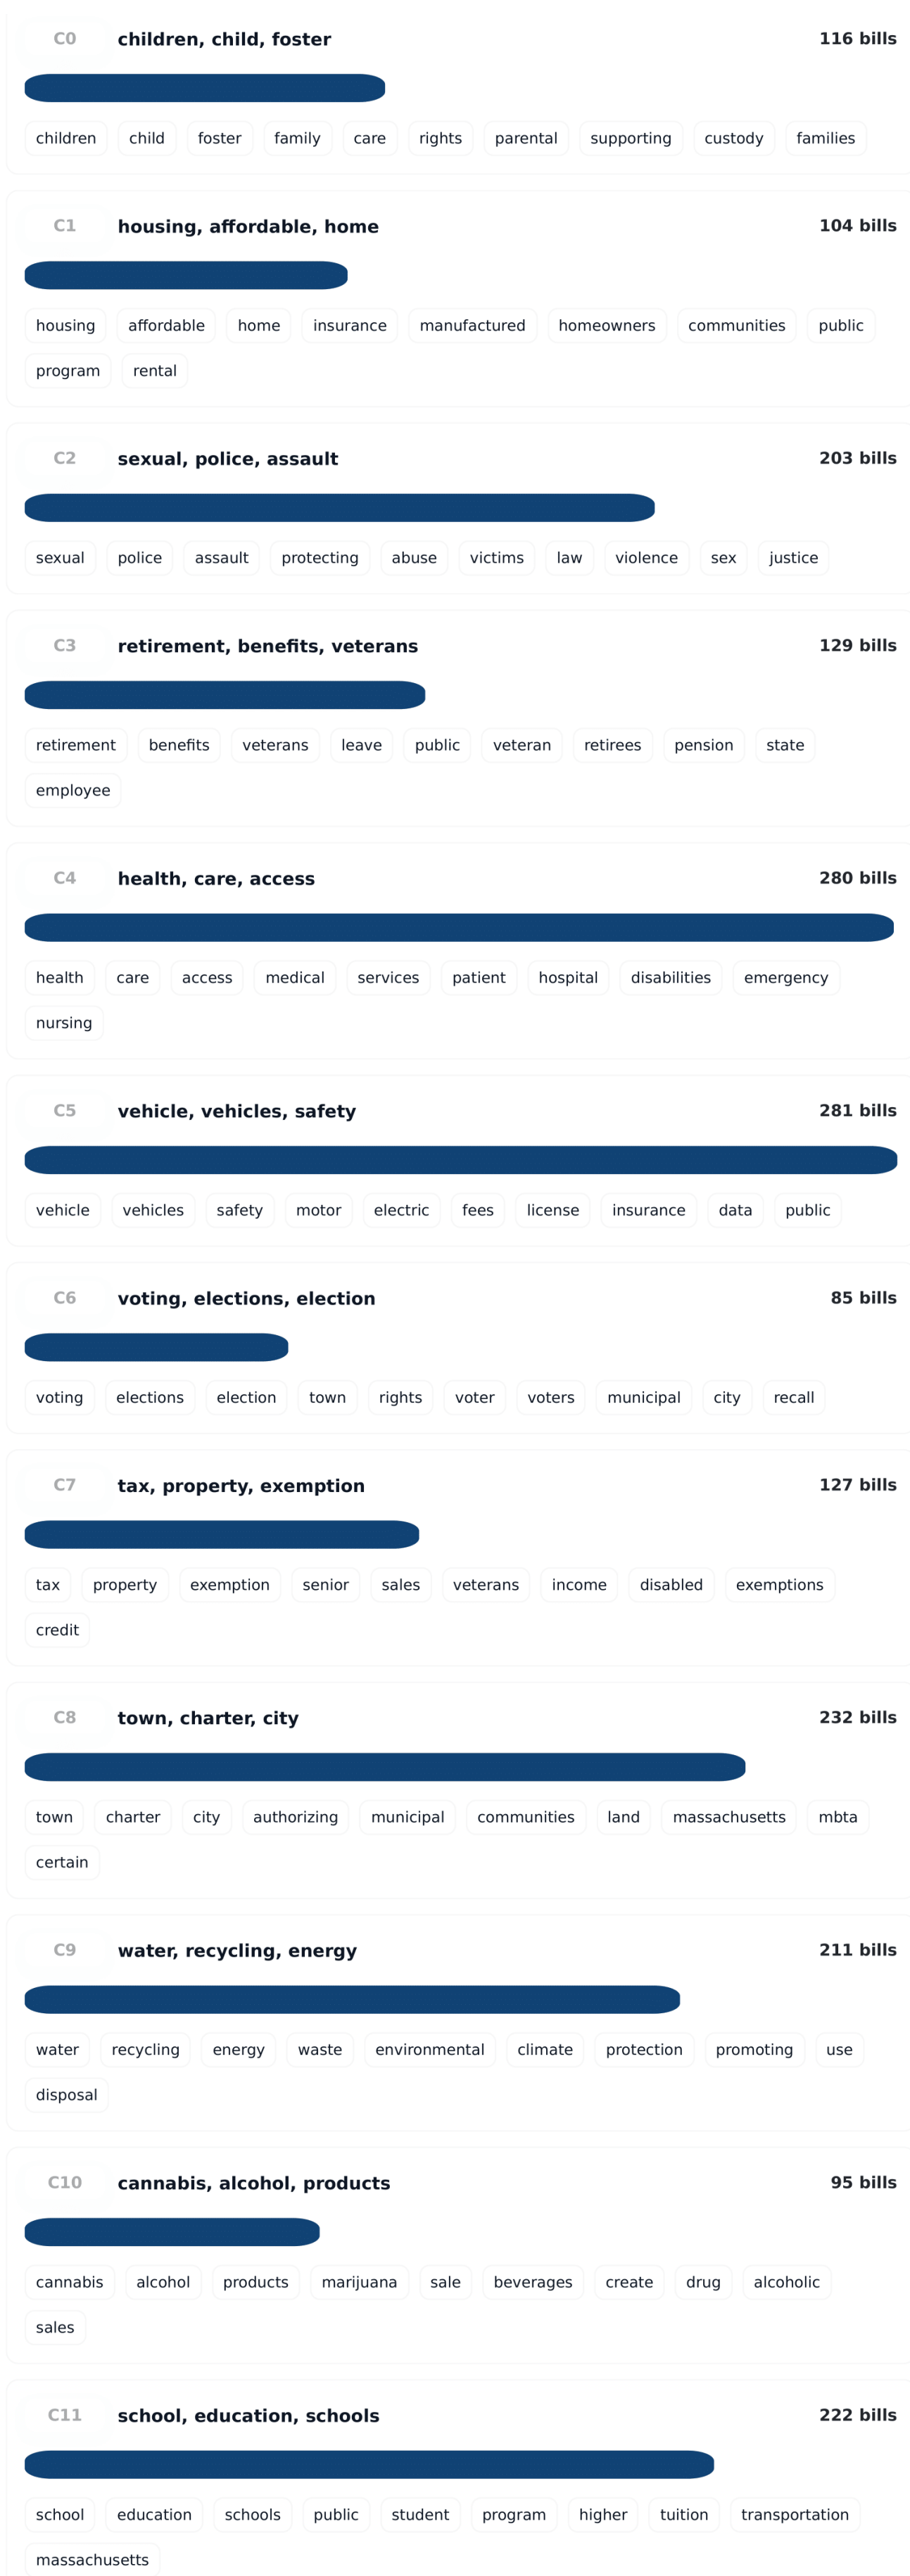 C0 children, child, foster 116 bills
children child foster family care rights parental supporting custody families
C1 housing, affordable, home 104 bills
housing affordable home insurance manufactured homeowners communities public
program rental
C2 sexual, police, assault 203 bills
sexual police assault protecting abuse victims law violence sex justice
C3 retirement, benefits, veterans 129 bills
retirement benefits veterans leave public veteran retirees pension state
employee
C4 health, care, access 280 bills
health care access medical services patient hospital disabilities emergency
nursing
C5 vehicle, vehicles, safety 281 bills
vehicle vehicles safety motor electric fees license insurance data public
C6 voting, elections, election 85 bills
voting elections election town rights voter voters municipal city recall
C7 tax, property, exemption 127 bills
tax property exemption senior sales veterans income disabled exemptions
credit
C8 town, charter, city 232 bills
town charter city authorizing municipal communities land massachusetts mbta
certain
C9 water, recycling, energy 211 bills
water recycling energy waste environmental climate protection promoting use
disposal
C10 cannabis, alcohol, products 95 bills
cannabis alcohol products marijuana sale beverages create drug alcoholic
sales
C11 school, education, schools 222 bills
school education schools public student program higher tuition transportation
massachusetts